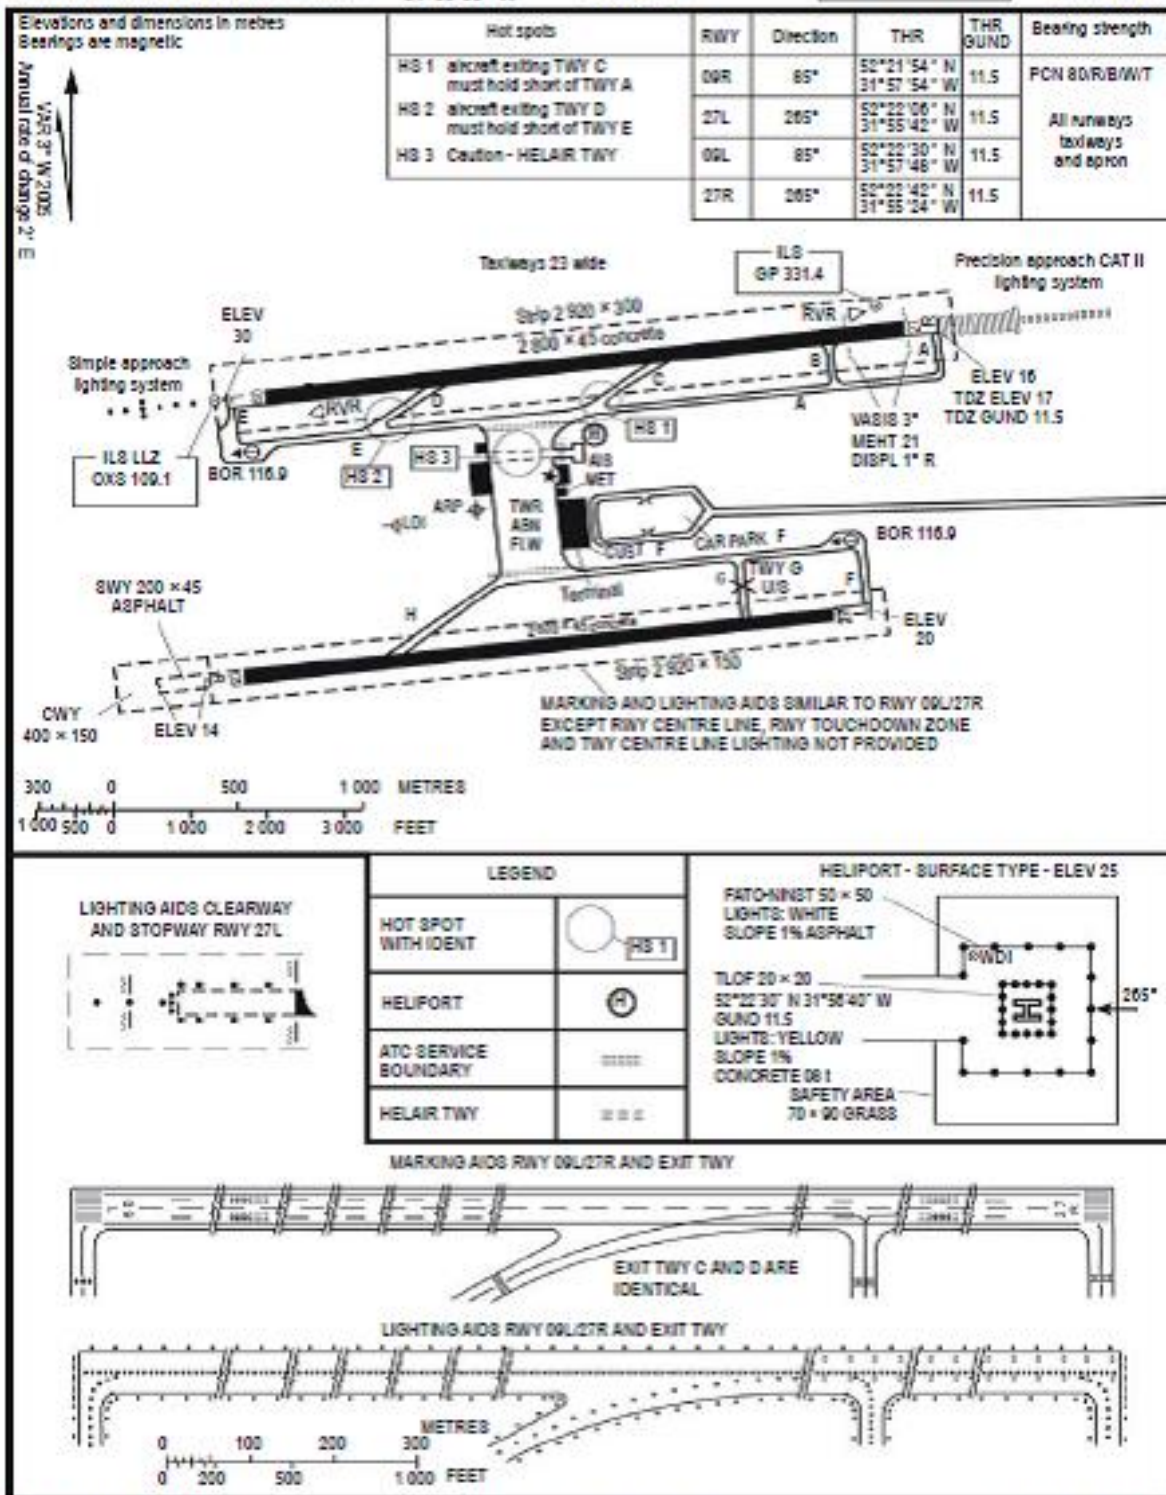 Elevations and dimensions in metres
Bearings are magnetic
VAR 3° W 2005
Annual rate of change 2'
m
Hot spots
HS 1 aircraft exiting TWY C
must hold short of TWY A
HS 2 aircraft exiting TWY D
must hold short of TWY E
HS 3 Caution - HELAIR TWY
RWY Direction THR THR GUND Bearing strength
09R 85° 52°21'54" N 31°57'54" W 11.5
27L 265° 52°22'06" N 31°55'42" W 11.5
09L 85° 52°22'30" N 31°57'48" W 11.5
27R 265° 52°22'42" N 31°55'24" W 11.5
PCN 80/R/B/W/T
All runways
taxiways
and apron
Taxiways 23 wide
ILS
GP 331.4
Precision approach CAT II
lighting system
ELEV
30
Strip 2 920 × 300
2 800 × 45 concrete
RVR
Simple approach
lighting system
RVR
A
B
C
D
E
E
A
ELEV 16
TDZ ELEV 17
TDZ GUND 11.5
VASIS 3°
MEHT 21
DISPL 1° R
HS 1
H
HS 3
HS 2
AIS
MET
ILS LLZ
OXS 109.1
BOR 116.9
ARP
LDI
TWR
ABN
FLW
CUST
F
CAR PARK
F
BOR 116.9
Terminal
G
TWY G
U/S
F
H
SWY 200 × 45
ASPHALT
ELEV
20
Strip 2 920 × 150
CWY
400 × 150
ELEV 14
MARKING AND LIGHTING AIDS SIMILAR TO RWY 09L/27R
EXCEPT RWY CENTRE LINE, RWY TOUCHDOWN ZONE
AND TWY CENTRE LINE LIGHTING NOT PROVIDED
300 0 500 1 000 METRES
1 000 500 0 1 000 2 000 3 000 FEET
LIGHTING AIDS CLEARWAY
AND STOPWAY RWY 27L
LEGEND
HOT SPOT
WITH IDENT
HS 1
HELIPORT
H
ATC SERVICE
BOUNDARY
HELAIR TWY
HELIPORT - SURFACE TYPE - ELEV 25
FATO-NINST 50 × 50
LIGHTS: WHITE
SLOPE 1% ASPHALT
WDI
TLOF 20 × 20
52°22'30" N 31°56'40" W
GUND 11.5
LIGHTS: YELLOW
SLOPE 1%
CONCRETE
SAFETY AREA
70 × 90 GRASS
H
265°
MARKING AIDS RWY 09L/27R AND EXIT TWY
EXIT TWY C AND D ARE
IDENTICAL
27
R
LIGHTING AIDS RWY 09L/27R AND EXIT TWY
METRES
0 100 200 300
0 200 500 1 000 FEET